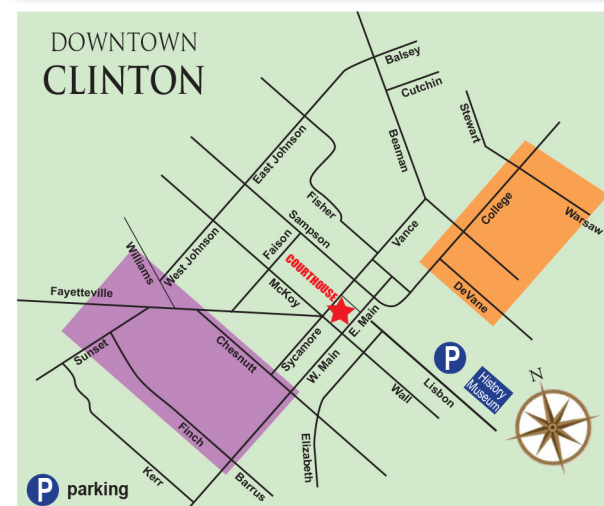 DOWNTOWN
CLINTON
Balsey
Cutchin
Stewart
Beaman
East Johnson
Fisher
College
Warsaw
Sampson
Vance
Faison
Williams
West Johnson
COURTHOUSE
McKoy
DeVane
Fayetteville
E. Main
Chesnutt
Sycamore
W. Main
Sunset
Wall
Lisbon
P
History
Museum
N
Finch
Elizabeth
Kerr
Barrus
P parking